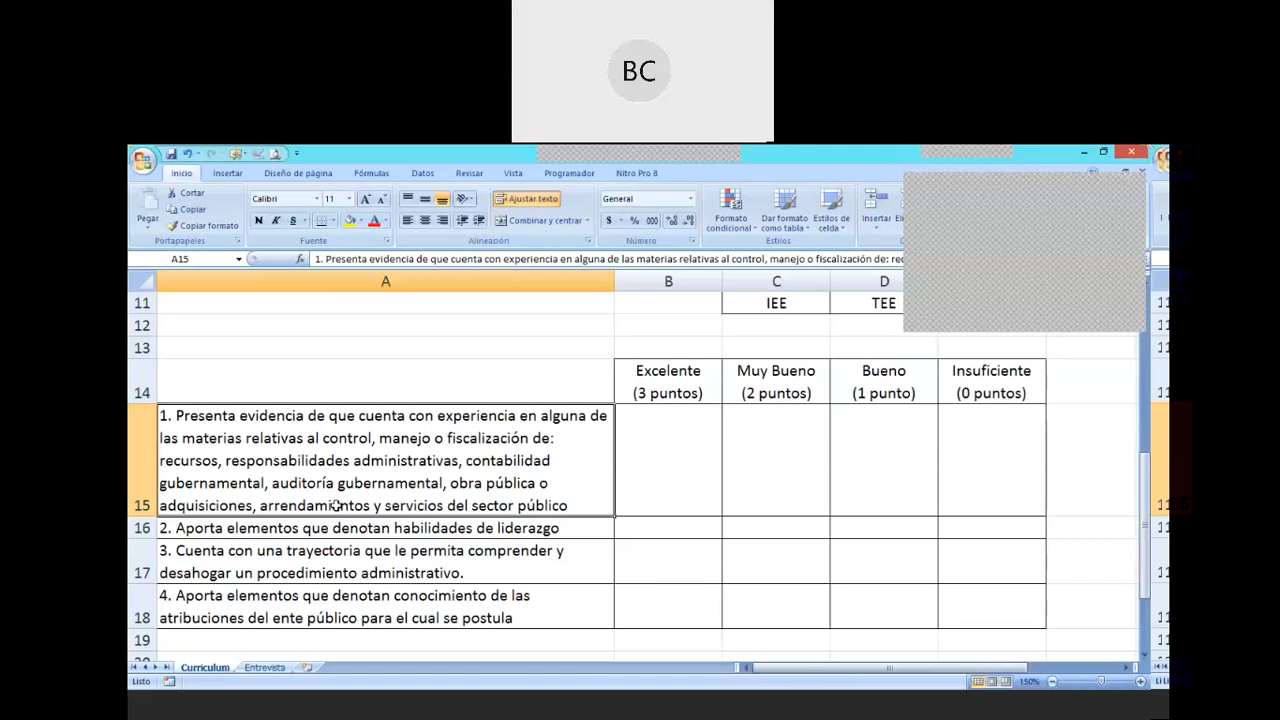 BC
Inicio Insertar Diseño de página Fórmulas Datos Revisar Vista Programador Nitro Pro 8
Pegar
Cortar
Copiar
Copiar formato
Portapapeles
Calibri 11
N K S
Fuente
Ajustar texto
Combinar y centrar
Alineación
General
$ % 000
Número
Formato condicional
Dar formato como tabla
Estilos de celda
Estilos
Insertar
A15 fx 1. Presenta evidencia de que cuenta con experiencia en alguna de las materias relativas al control, manejo o fiscalización de: rec
A B C D
11 IEE TEE
12
13
14 Excelente (3 puntos) Muy Bueno (2 puntos) Bueno (1 punto) Insuficiente (0 puntos)
1. Presenta evidencia de que cuenta con experiencia en alguna de
las materias relativas al control, manejo o fiscalización de:
recursos, responsabilidades administrativas, contabilidad
gubernamental, auditoría gubernamental, obra pública o
15 adquisiciones, arrendamientos y servicios del sector público
16 2. Aporta elementos que denotan habilidades de liderazgo
3. Cuenta con una trayectoria que le permita comprender y
17 desahogar un procedimiento administrativo.
4. Aporta elementos que denotan conocimiento de las
18 atribuciones del ente público para el cual se postula
19
Curriculum Entrevista
Listo 150%